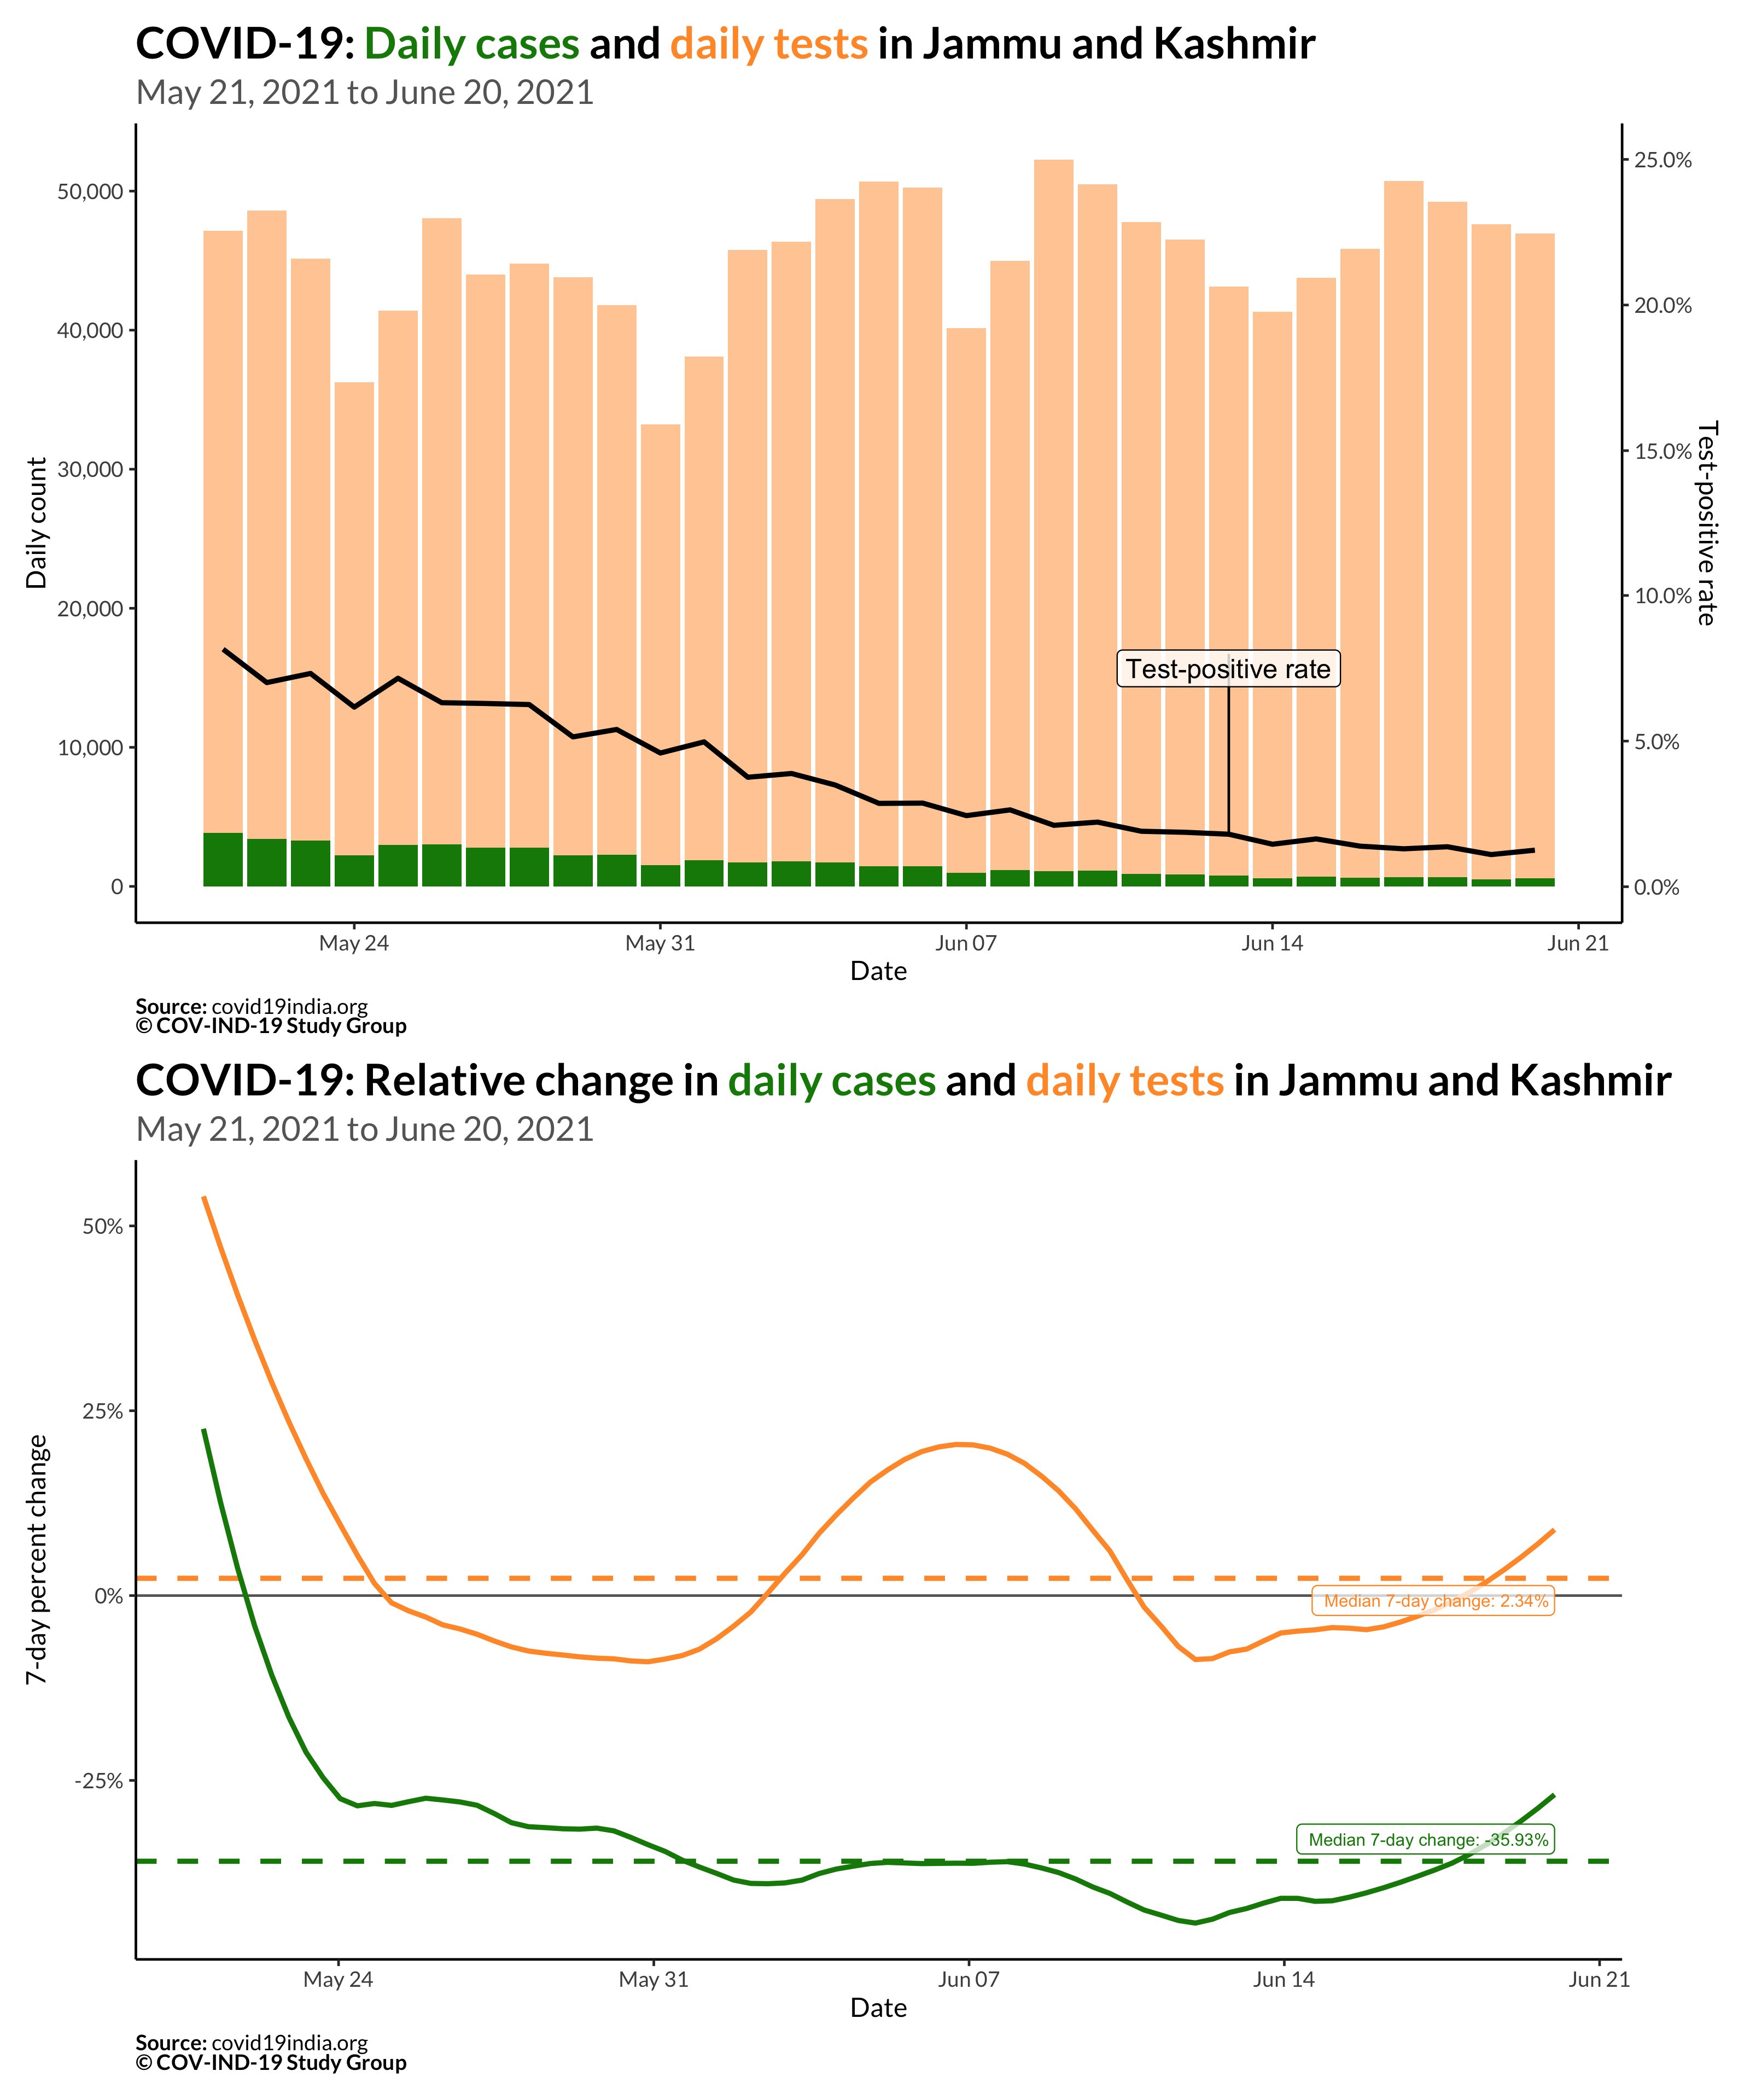 COVID-19: Daily cases and daily tests in Jammu and Kashmir
May 21, 2021 to June 20, 2021
Daily count
50,000
40,000
30,000
20,000
10,000
0
25.0%
20.0%
15.0%
10.0%
5.0%
0.0%
Test-positive rate
Test-positive rate
May 24
May 31
Jun 07
Jun 14
Jun 21
Date
Source: covid19india.org
© COV-IND-19 Study Group
COVID-19: Relative change in daily cases and daily tests in Jammu and Kashmir
May 21, 2021 to June 20, 2021
7-day percent change
50%
25%
0%
-25%
Median 7-day change: 2.34%
Median 7-day change: -35.93%
May 24
May 31
Jun 07
Jun 14
Jun 21
Date
Source: covid19india.org
© COV-IND-19 Study Group